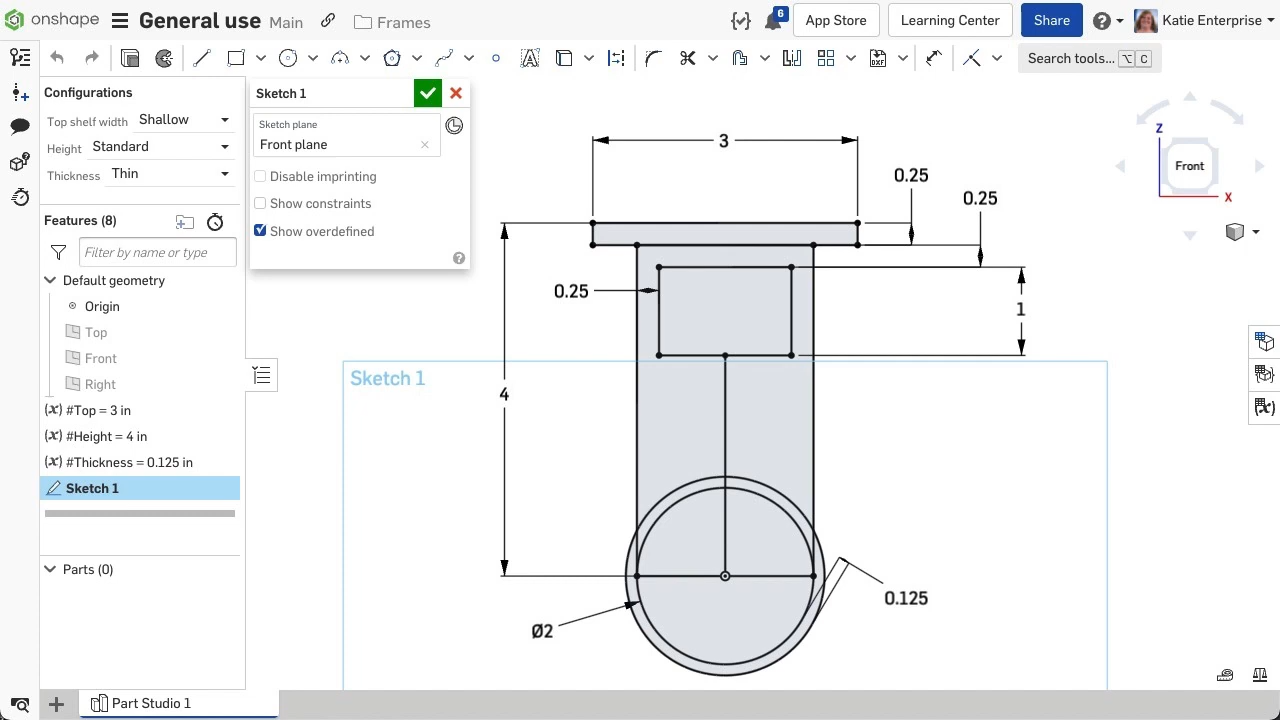 onshape General use Main Frames 6 App Store Learning Center Share Katie Enterprise
Search tools... ⌥ C
Configurations
Top shelf width Shallow
Height Standard
Thickness Thin
Features (8)
Filter by name or type
Default geometry
Origin
Top
Front
Right
(x) #Top = 3 in
(x) #Height = 4 in
(x) #Thickness = 0.125 in
Sketch 1
Parts (0)
Sketch 1
Sketch plane
Front plane
Disable imprinting
Show constraints
Show overdefined
3
0.25
0.25
0.25
1
4
Sketch 1
0.125
Ø2
Z
Front
X
Part Studio 1